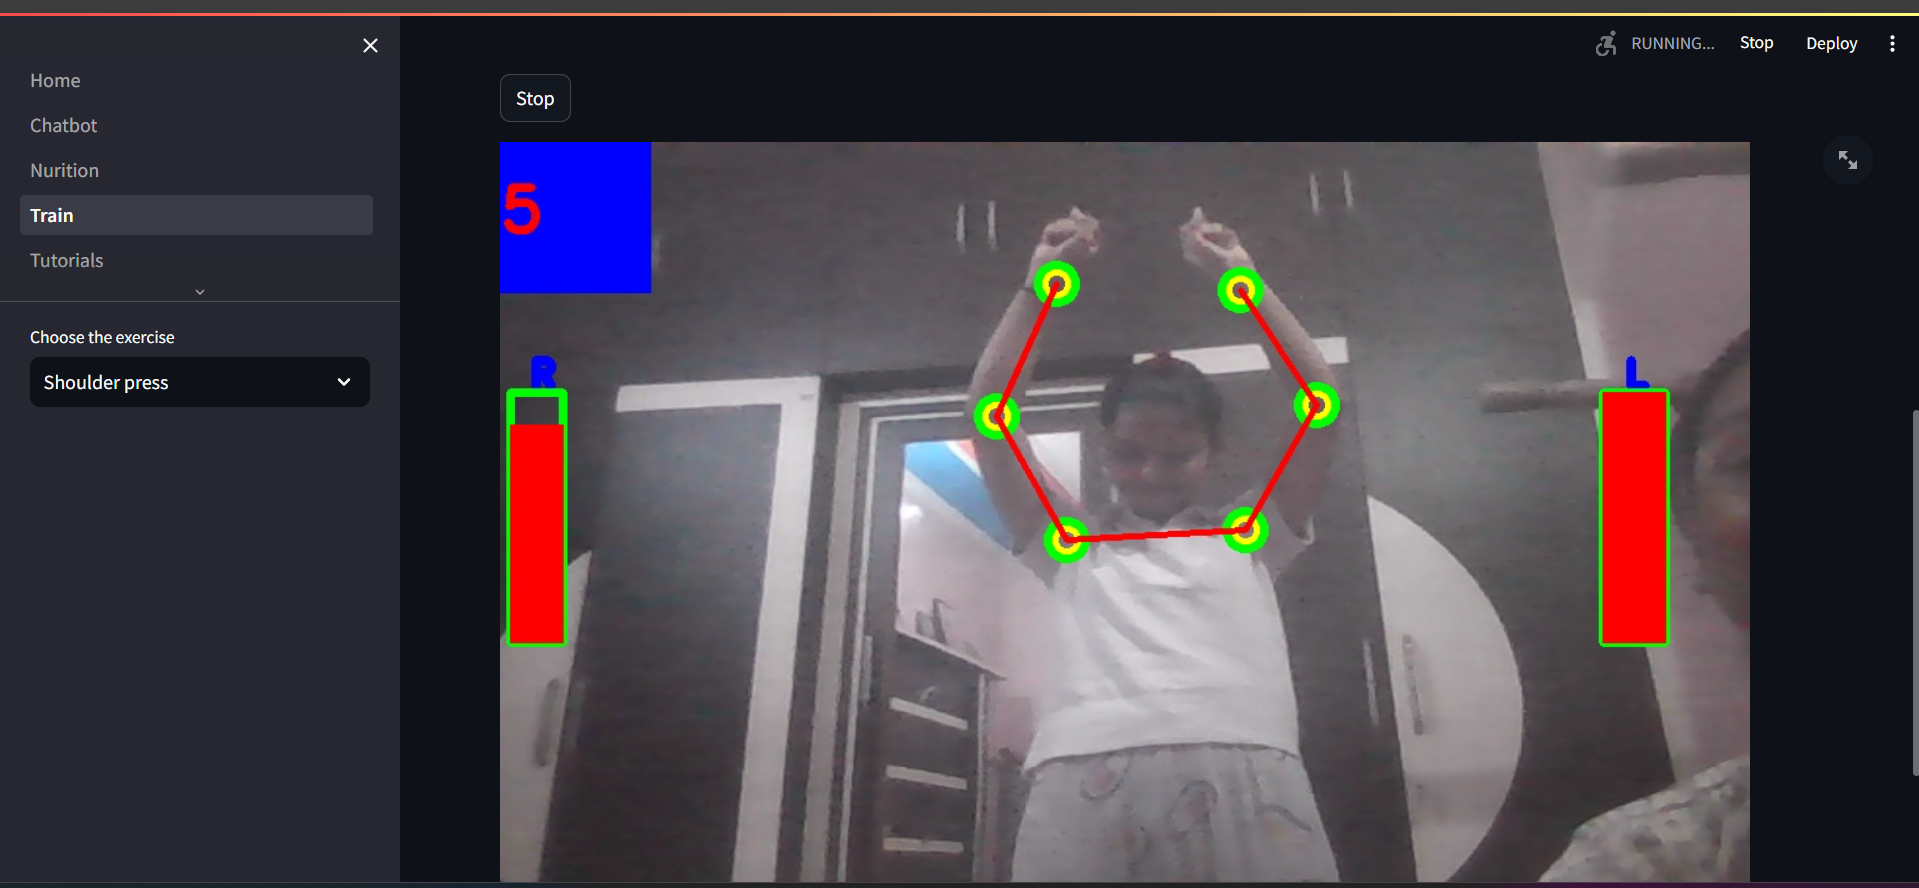 Home
Chatbot
Nurition
Train
Tutorials
Choose the exercise
Shoulder press
RUNNING...
Stop
Deploy
Stop
5
R
L